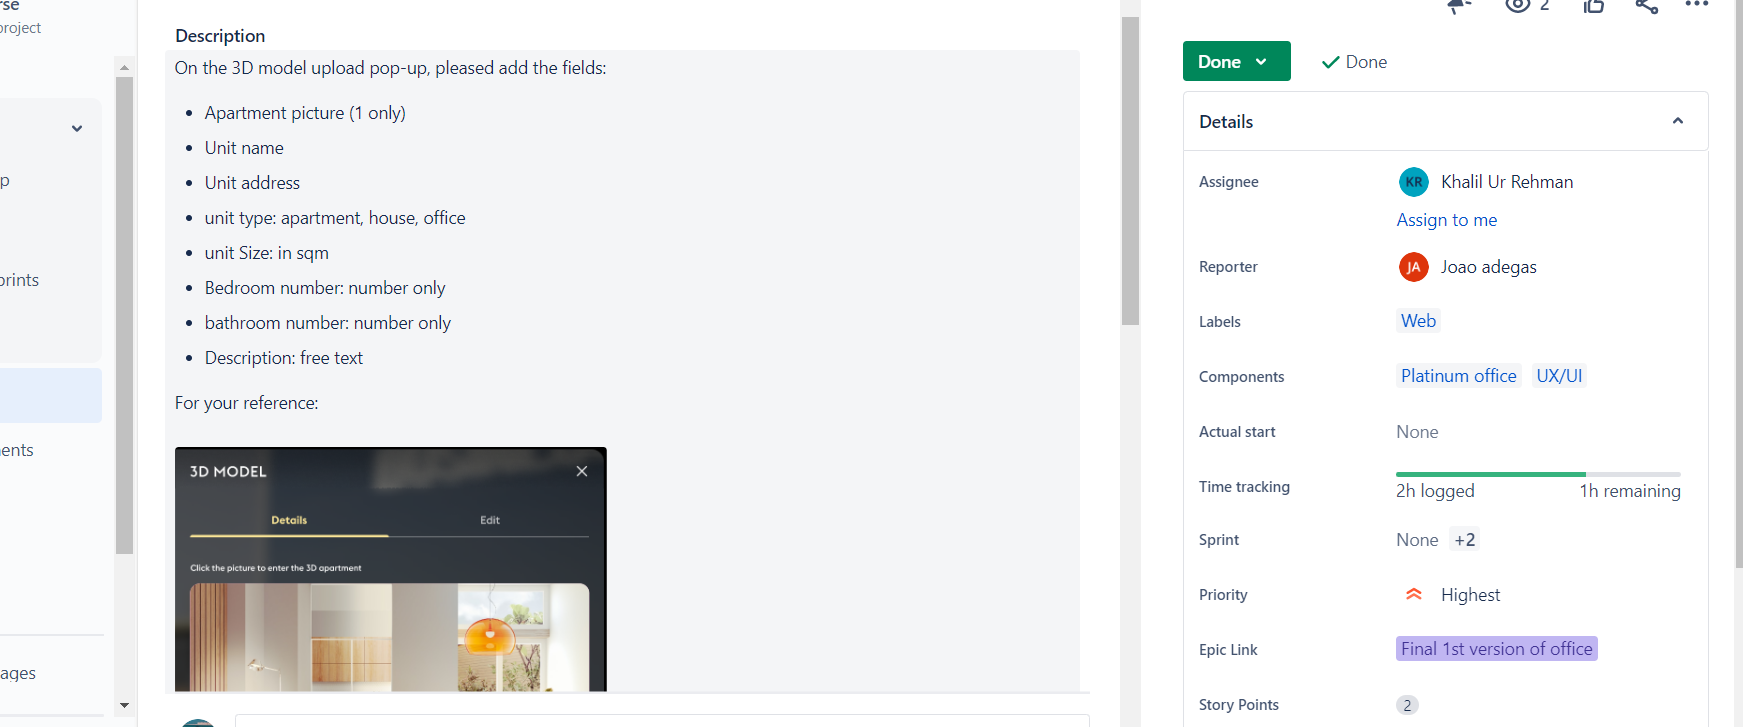 rse
project
p
prints
ments
ages
Description
On the 3D model upload pop-up, pleased add the fields:
Apartment picture (1 only)
Unit name
Unit address
unit type: apartment, house, office
unit Size: in sqm
Bedroom number: number only
bathroom number: number only
Description: free text
For your reference:
3D MODEL
Details Edit
Click the picture to enter the 3D apartment
2
Done Done
Details
Assignee KR Khalil Ur Rehman
Assign to me
Reporter JA Joao adegas
Labels Web
Components Platinum office UX/UI
Actual start None
Time tracking 2h logged 1h remaining
Sprint None +2
Priority Highest
Epic Link Final 1st version of office
Story Points 2